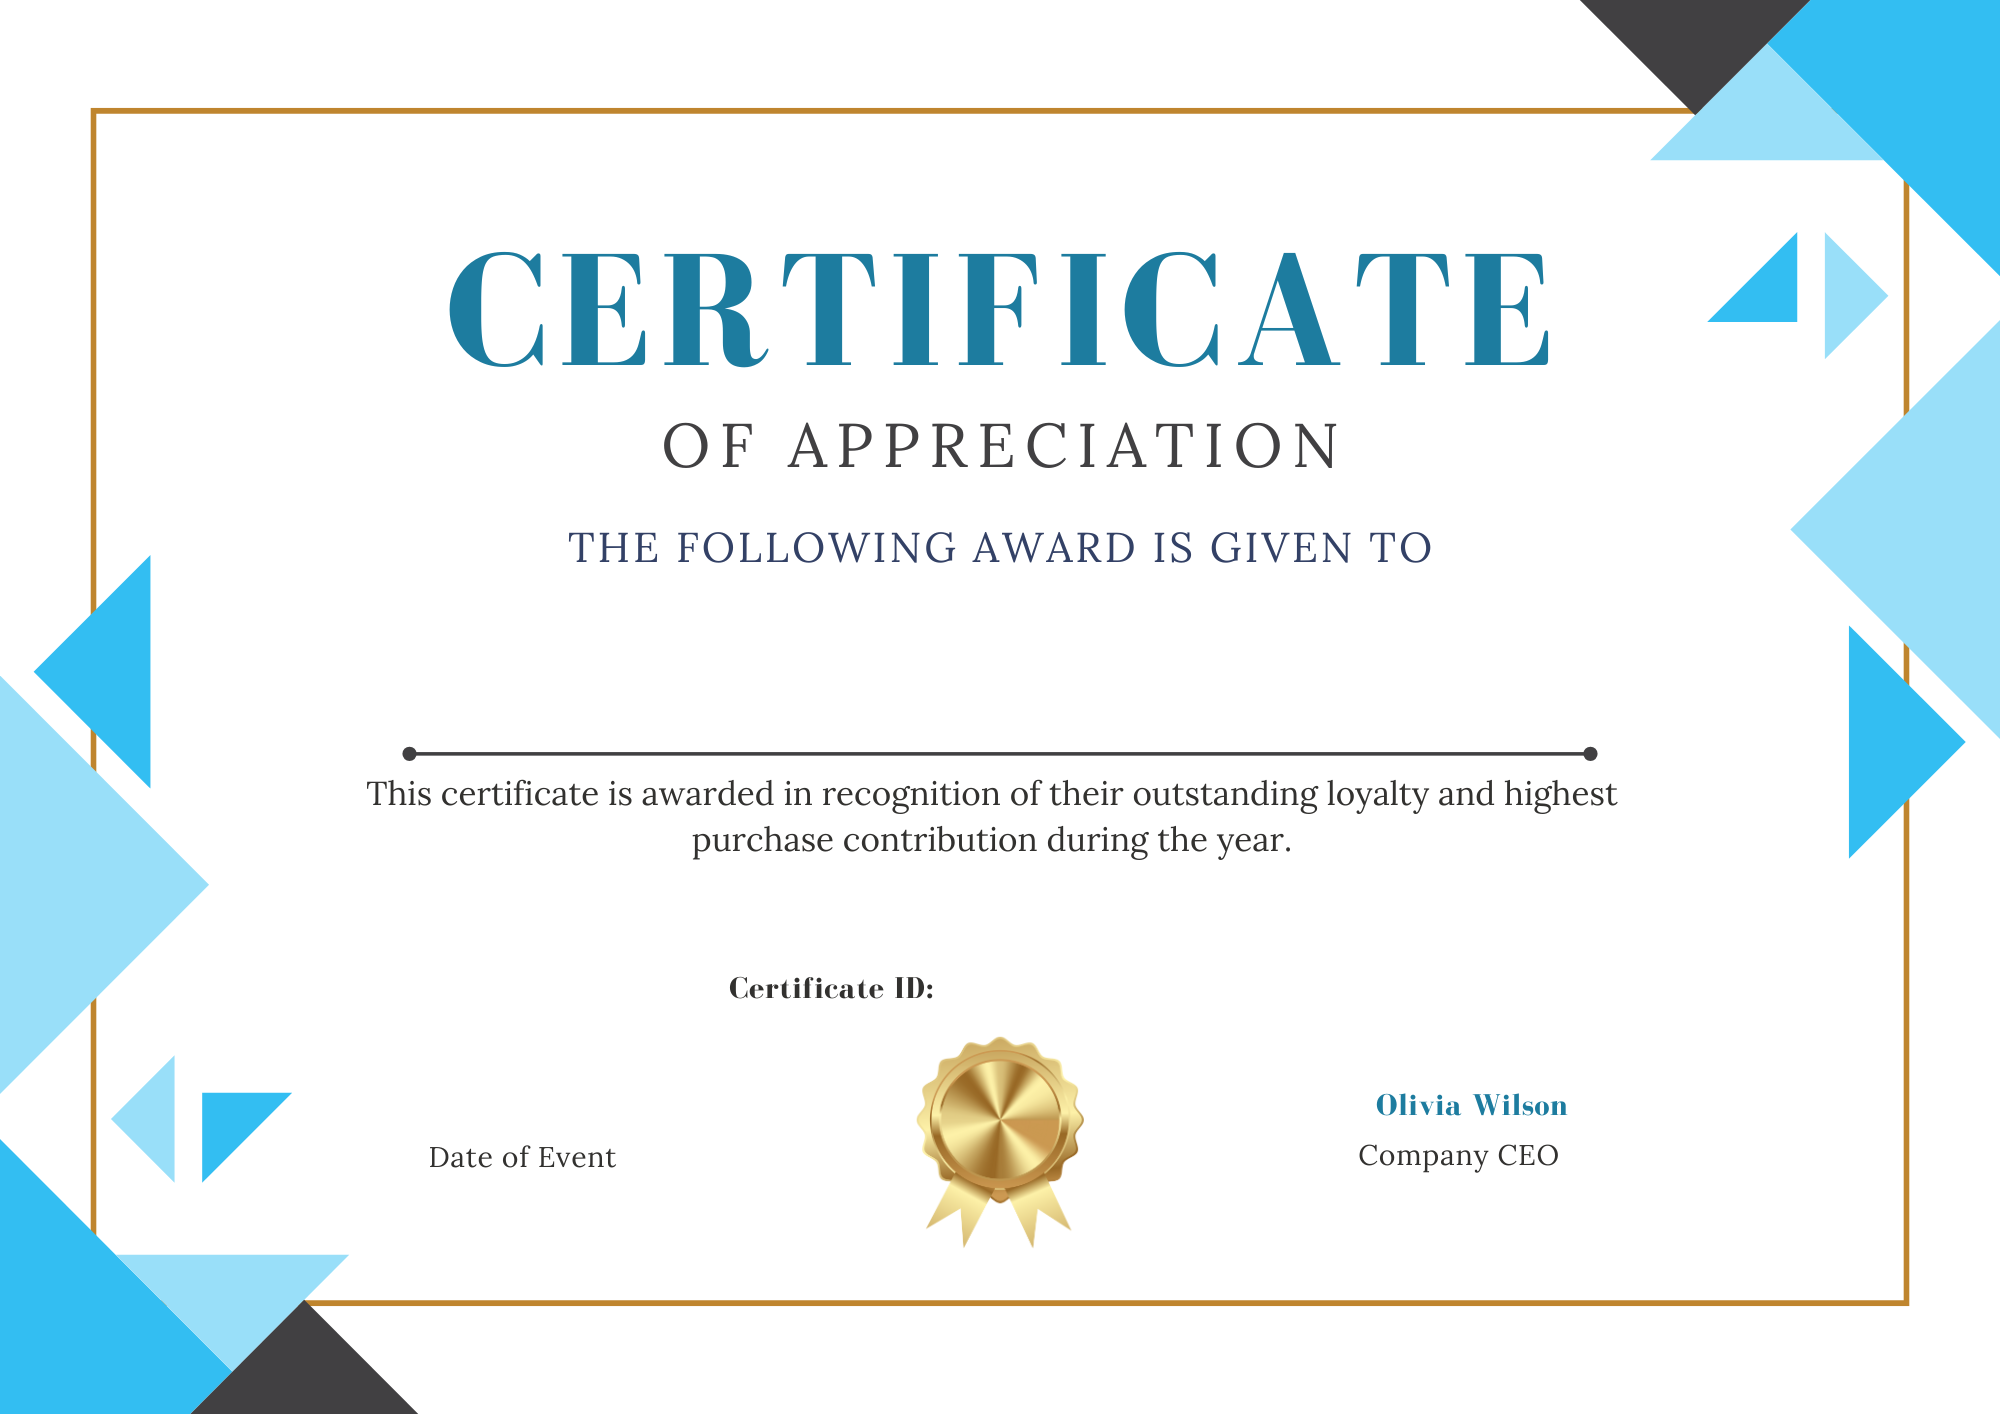 CERTIFICATE
OF APPRECIATION
THE FOLLOWING AWARD IS GIVEN TO
This certificate is awarded in recognition of their outstanding loyalty and highest
purchase contribution during the year.
Certificate ID:
Olivia Wilson
Date of Event
Company CEO